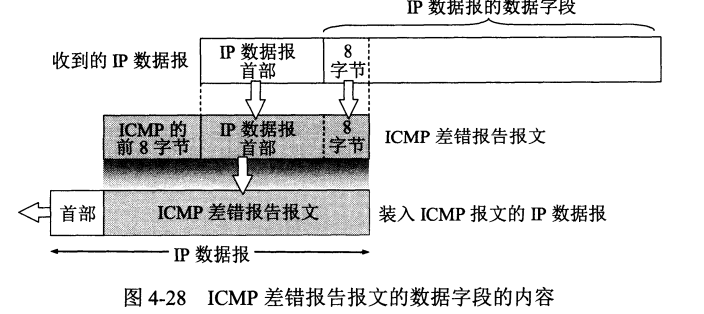 IP 数据报的数据字段
收到的 IP 数据报
IP 数据报
首部
8
字节
ICMP 的
前 8 字节
IP 数据报
首部
8
字节
ICMP 差错报告报文
首部
ICMP 差错报告报文
装入 ICMP 报文的 IP 数据报
IP 数据报
图 4-28 ICMP 差错报告报文的数据字段的内容